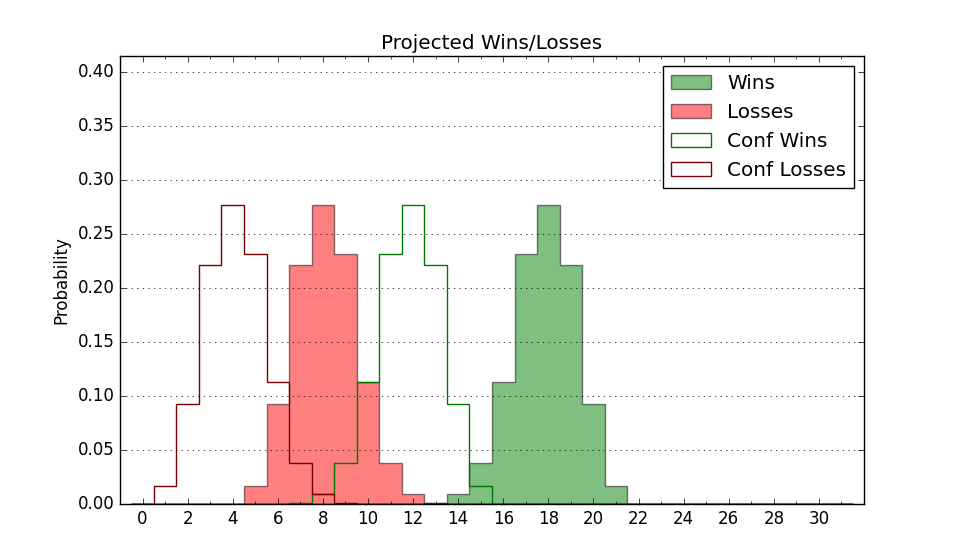 Projected Wins/Losses
0.40
0.35
0.30
0.25
0.20
0.15
0.10
0.05
0.00
Probability
Wins
Losses
Conf Wins
Conf Losses
0 2 4 6 8 10 12 14 16 18 20 22 24 26 28 30